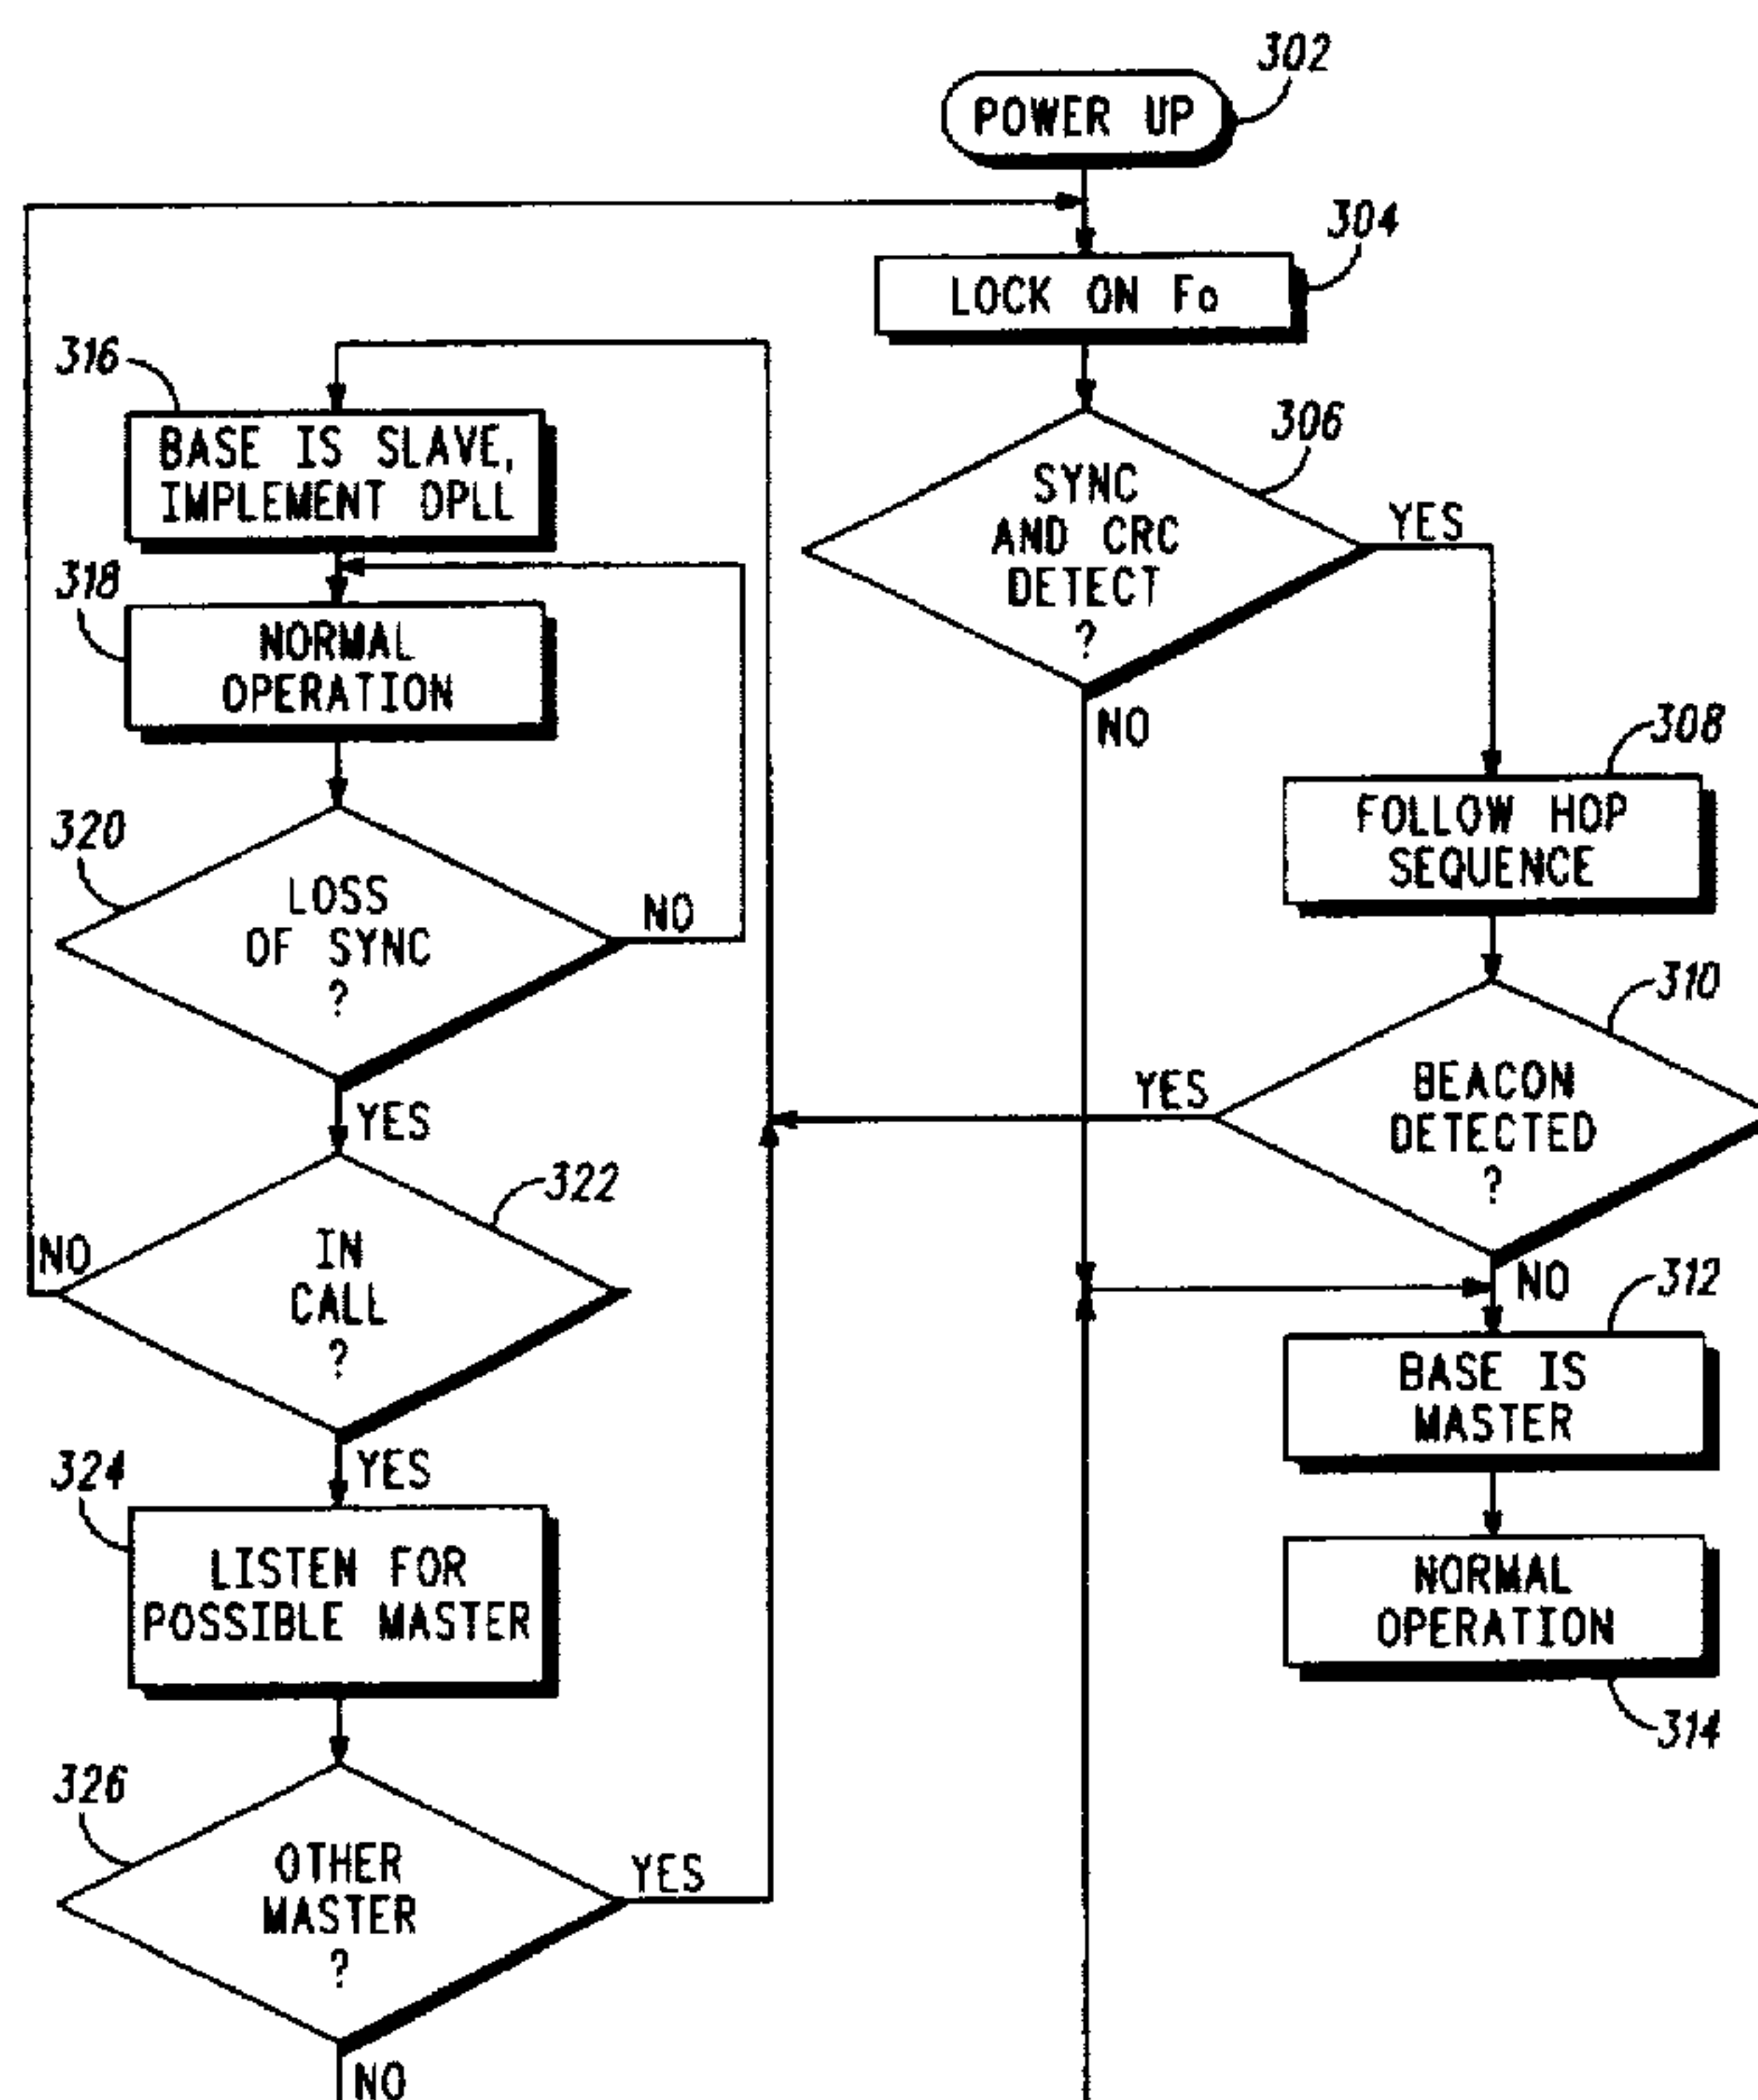 302
POWER UP
304
LOCK ON Fo
316
BASE IS SLAVE,
IMPLEMENT DPLL
306
SYNC
AND CRC
DETECT
?
YES
NO
318
NORMAL
OPERATION
308
FOLLOW HOP
SEQUENCE
320
LOSS
OF SYNC
?
NO
YES
310
BEACON
DETECTED
?
YES
NO
322
IN
CALL
?
NO
YES
312
BASE IS
MASTER
324
LISTEN FOR
POSSIBLE MASTER
NORMAL
OPERATION
314
326
OTHER
MASTER
?
YES
NO